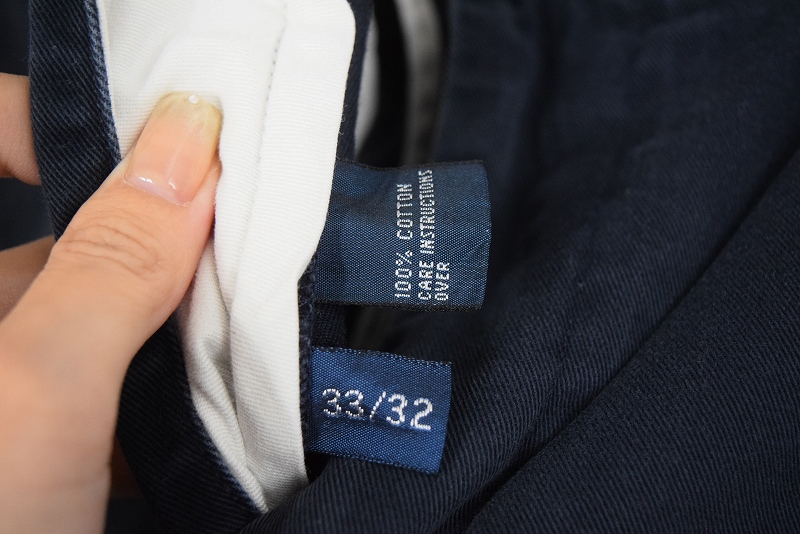 100% COTTON
CARE INSTRUCTIONS
OVER
33/32